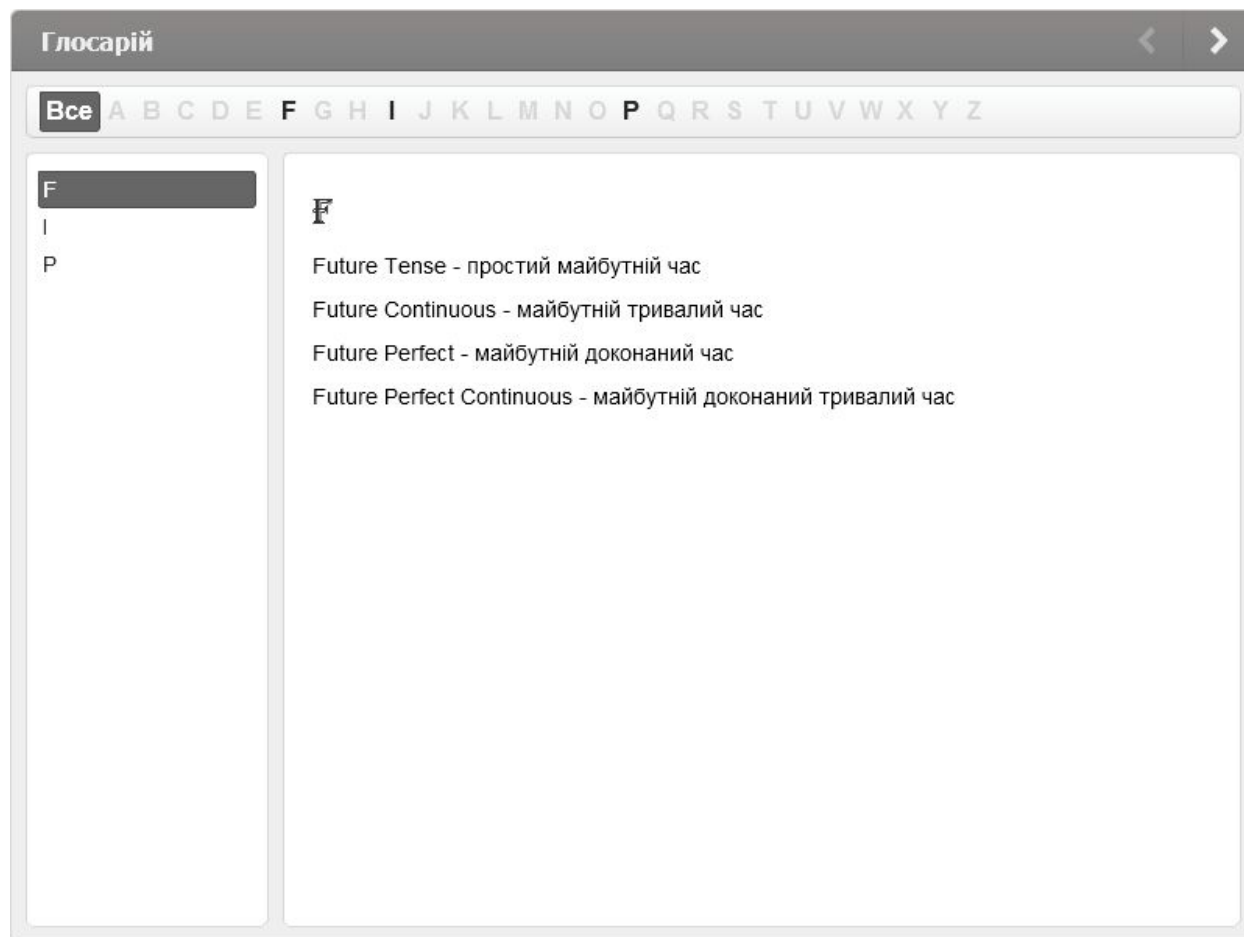 Глосарій
Все A B C D E F G H I J K L M N O P Q R S T U V W X Y Z
F
I
P
F
Future Tense - простий майбутній час
Future Continuous - майбутній тривалий час
Future Perfect - майбутній доконаний час
Future Perfect Continuous - майбутній доконаний тривалий час